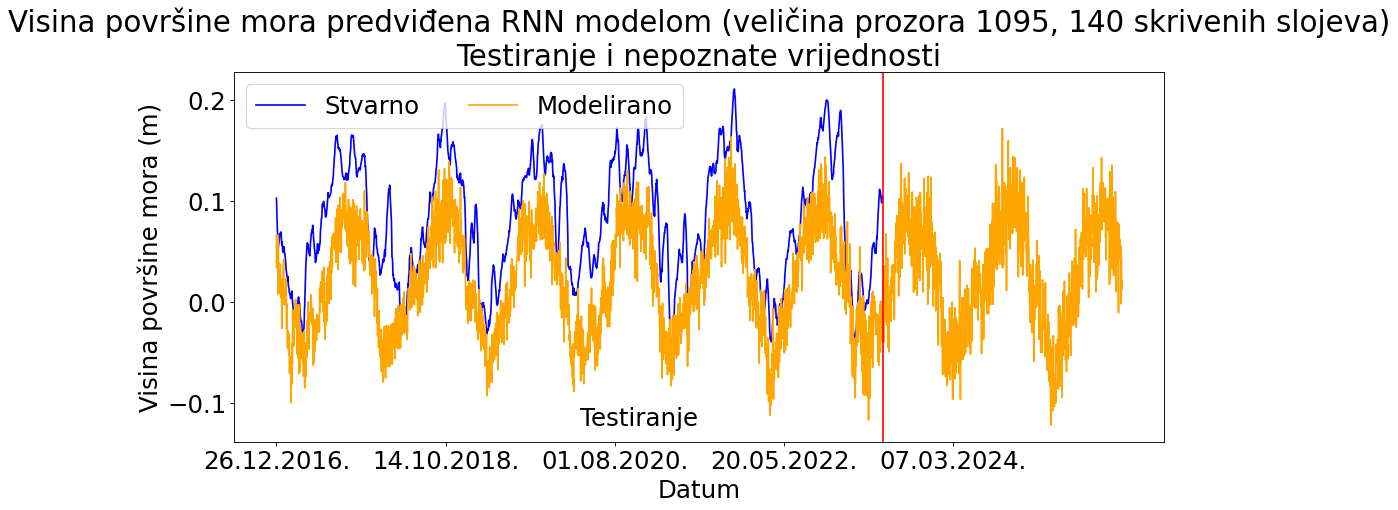 Visina površine mora predviđena RNN modelom (veličina prozora 1095, 140 skrivenih slojeva)
Testiranje i nepoznate vrijednosti
Stvarno Modelirano
Visina površine mora (m)
0.2
0.1
0.0
−0.1
Testiranje
26.12.2016. 14.10.2018. 01.08.2020. 20.05.2022. 07.03.2024.
Datum